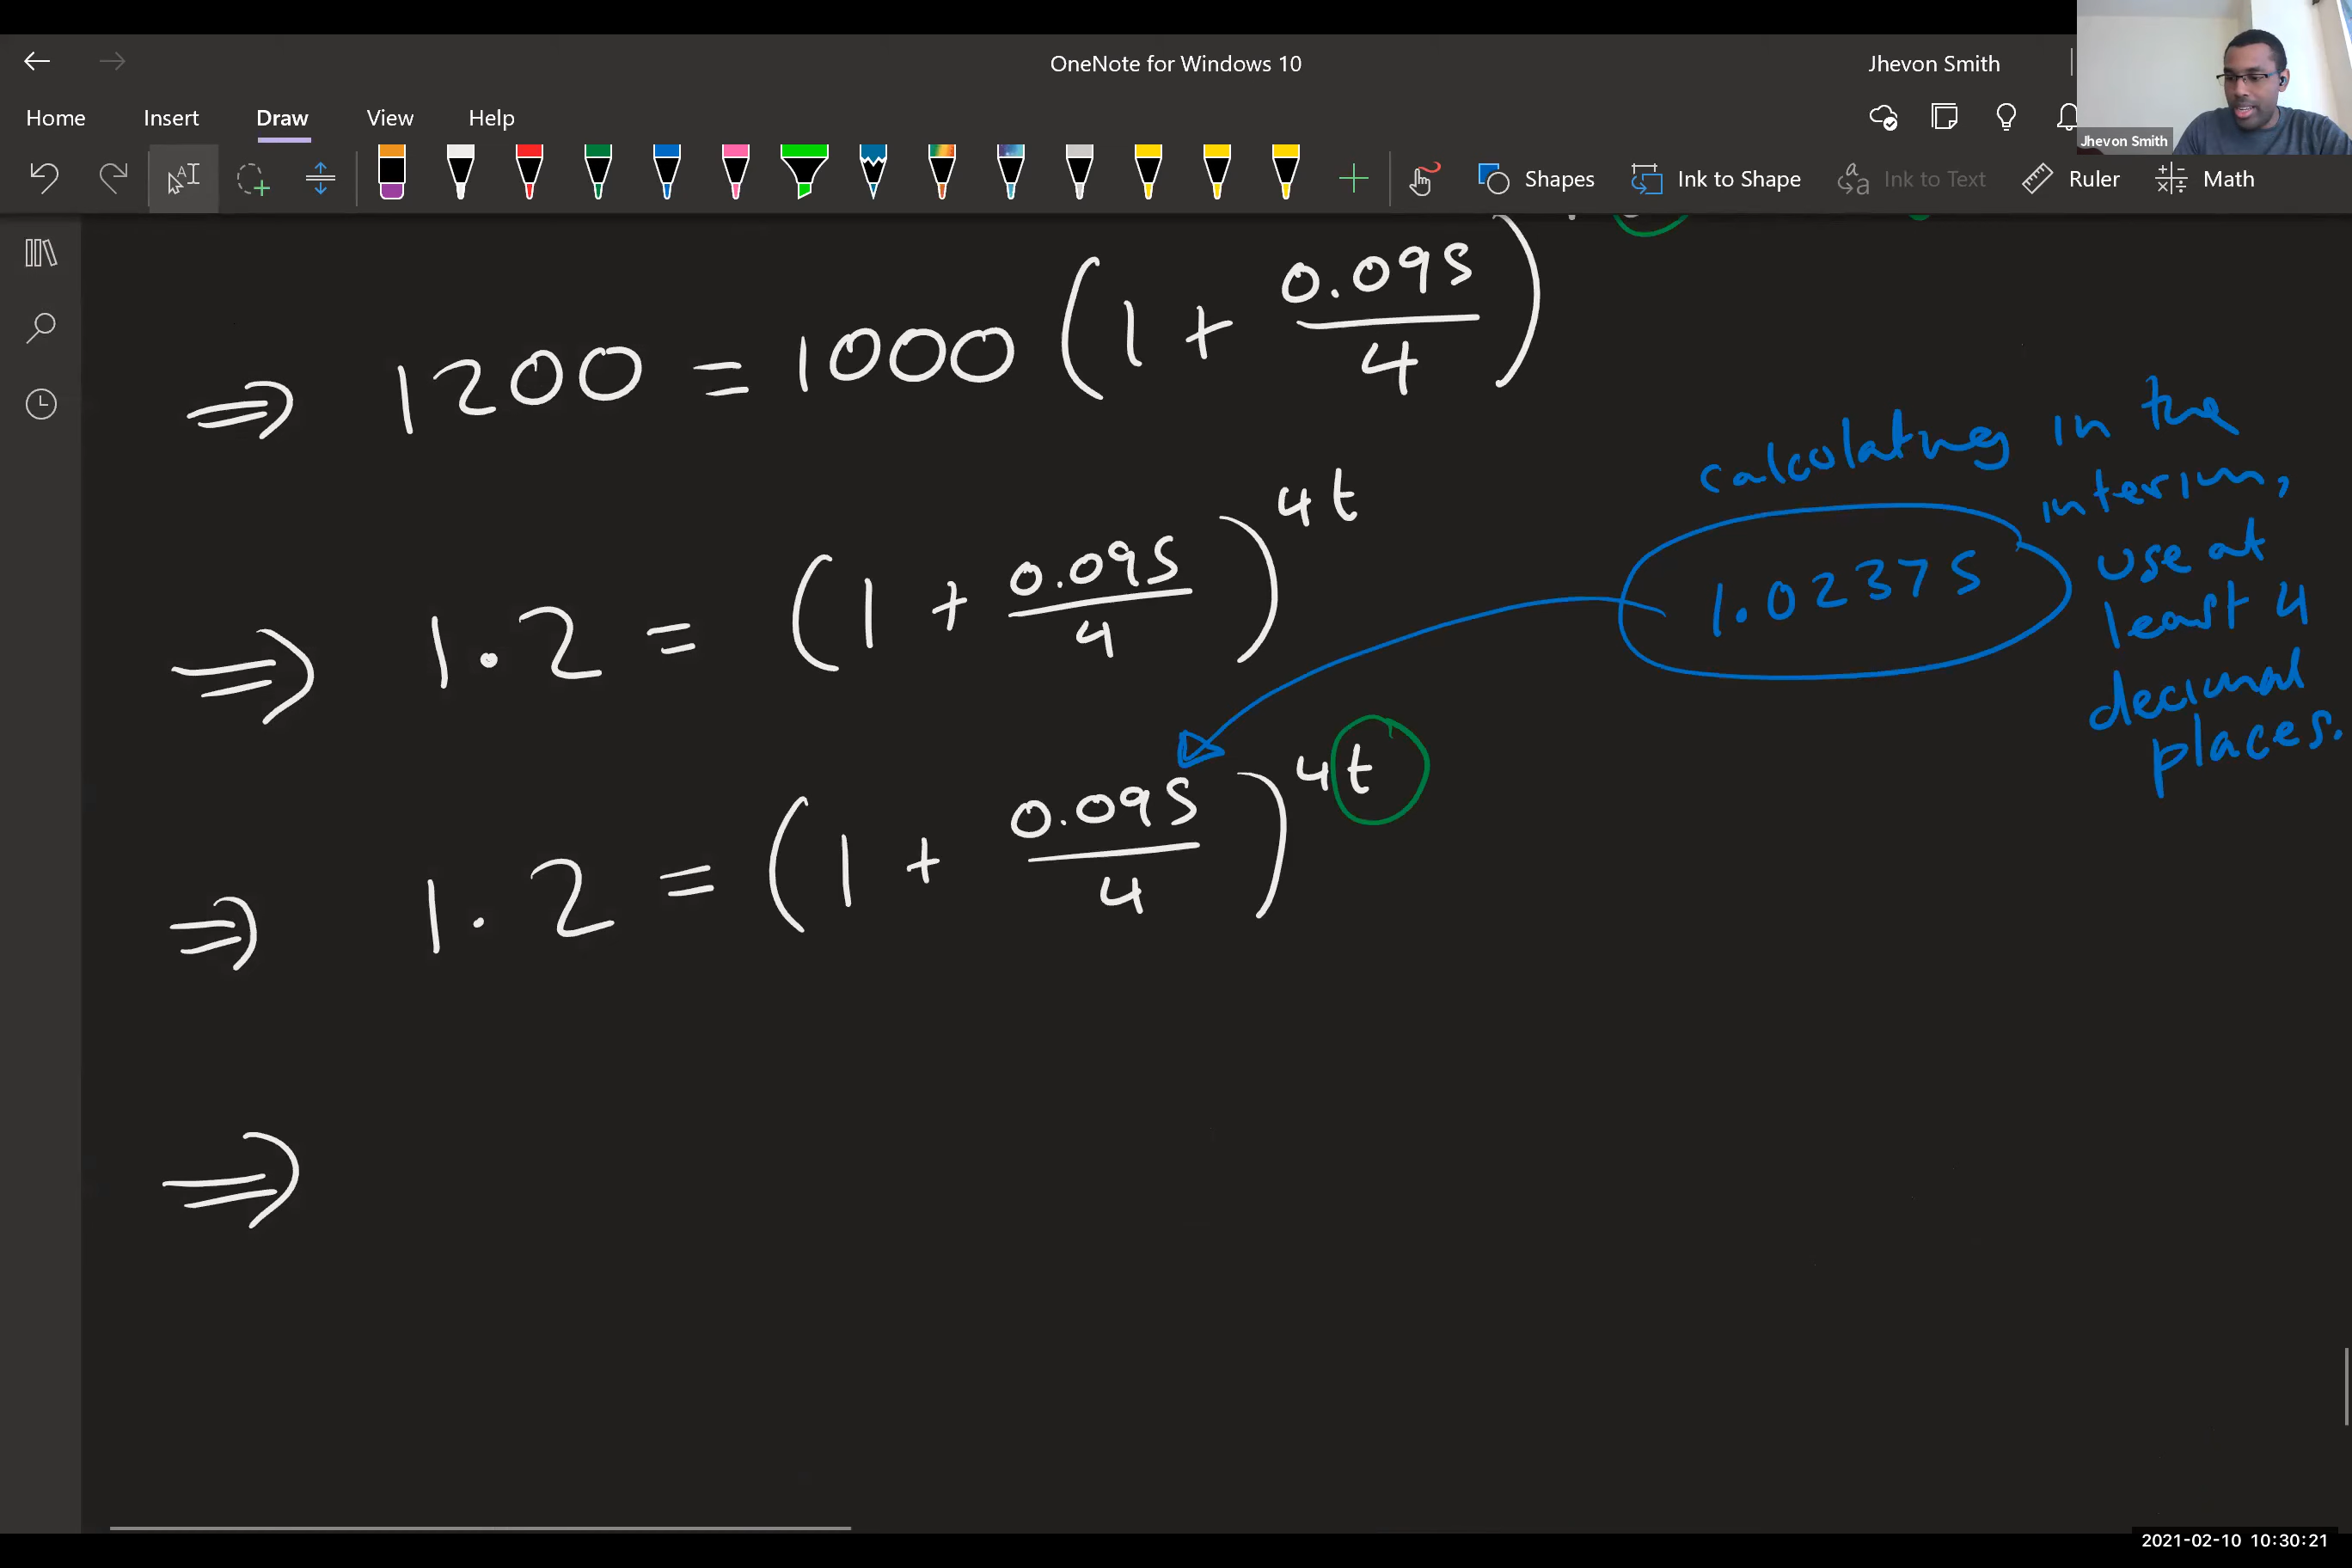 OneNote for Windows 10
Jhevon Smith
Home Insert Draw View Help
Jhevon Smith
Shapes Ink to Shape Ink to Text Ruler Math
⇒ 1200 = 1000 (1 + 0.095/4)
⇒ 1.2 = (1 + 0.095/4)^4t
calculating in the
interim,
1.02375
use at
least 4
decimal
places.
⇒ 1.2 = (1 + 0.095/4)^4t
⇒
2021-02-10 10:30:21